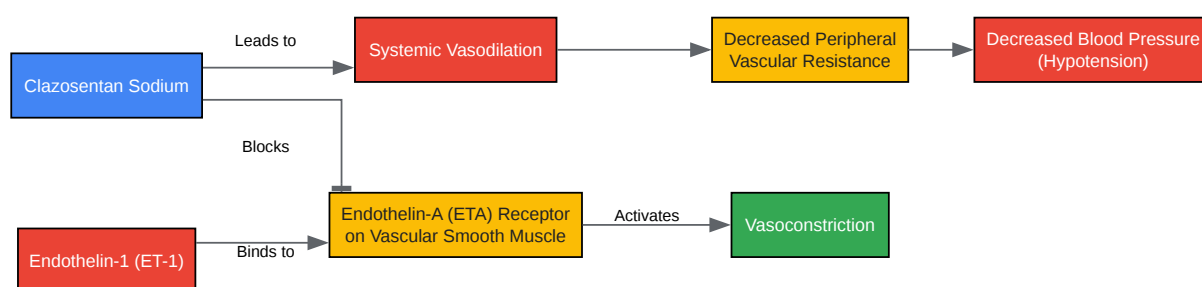 Leads to
Systemic Vasodilation
Decreased Peripheral
Vascular Resistance
Decreased Blood Pressure
(Hypotension)
Clazosentan Sodium
Blocks
Endothelin-A (ETA) Receptor
on Vascular Smooth Muscle
Activates
Vasoconstriction
Endothelin-1 (ET-1)
Binds to